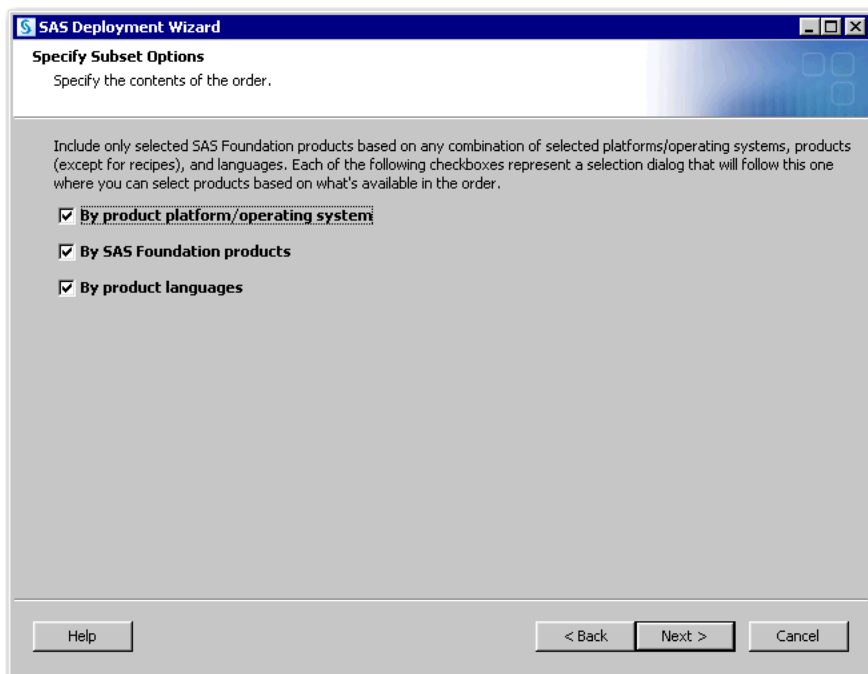 SAS Deployment Wizard
Specify Subset Options
Specify the contents of the order.
Include only selected SAS Foundation products based on any combination of selected platforms/operating systems, products
(except for recipes), and languages. Each of the following checkboxes represent a selection dialog that will follow this one
where you can select products based on what's available in the order.
By product platform/operating system
By SAS Foundation products
By product languages
Help
< Back
Next >
Cancel